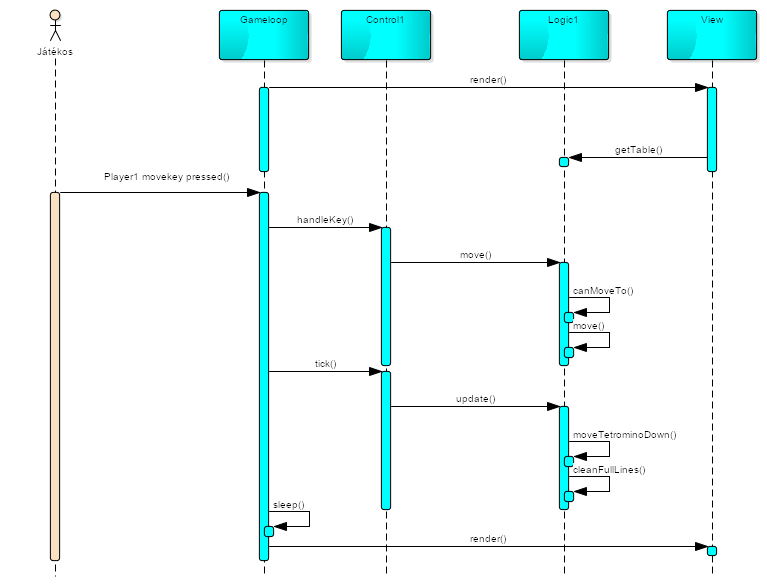 Játékos
Gameloop
Control1
Logic1
View
render()
getTable()
Player1 movekey pressed()
handleKey()
move()
canMoveTo()
move()
tick()
update()
moveTetrominoDown()
cleanFullLines()
sleep()
render()